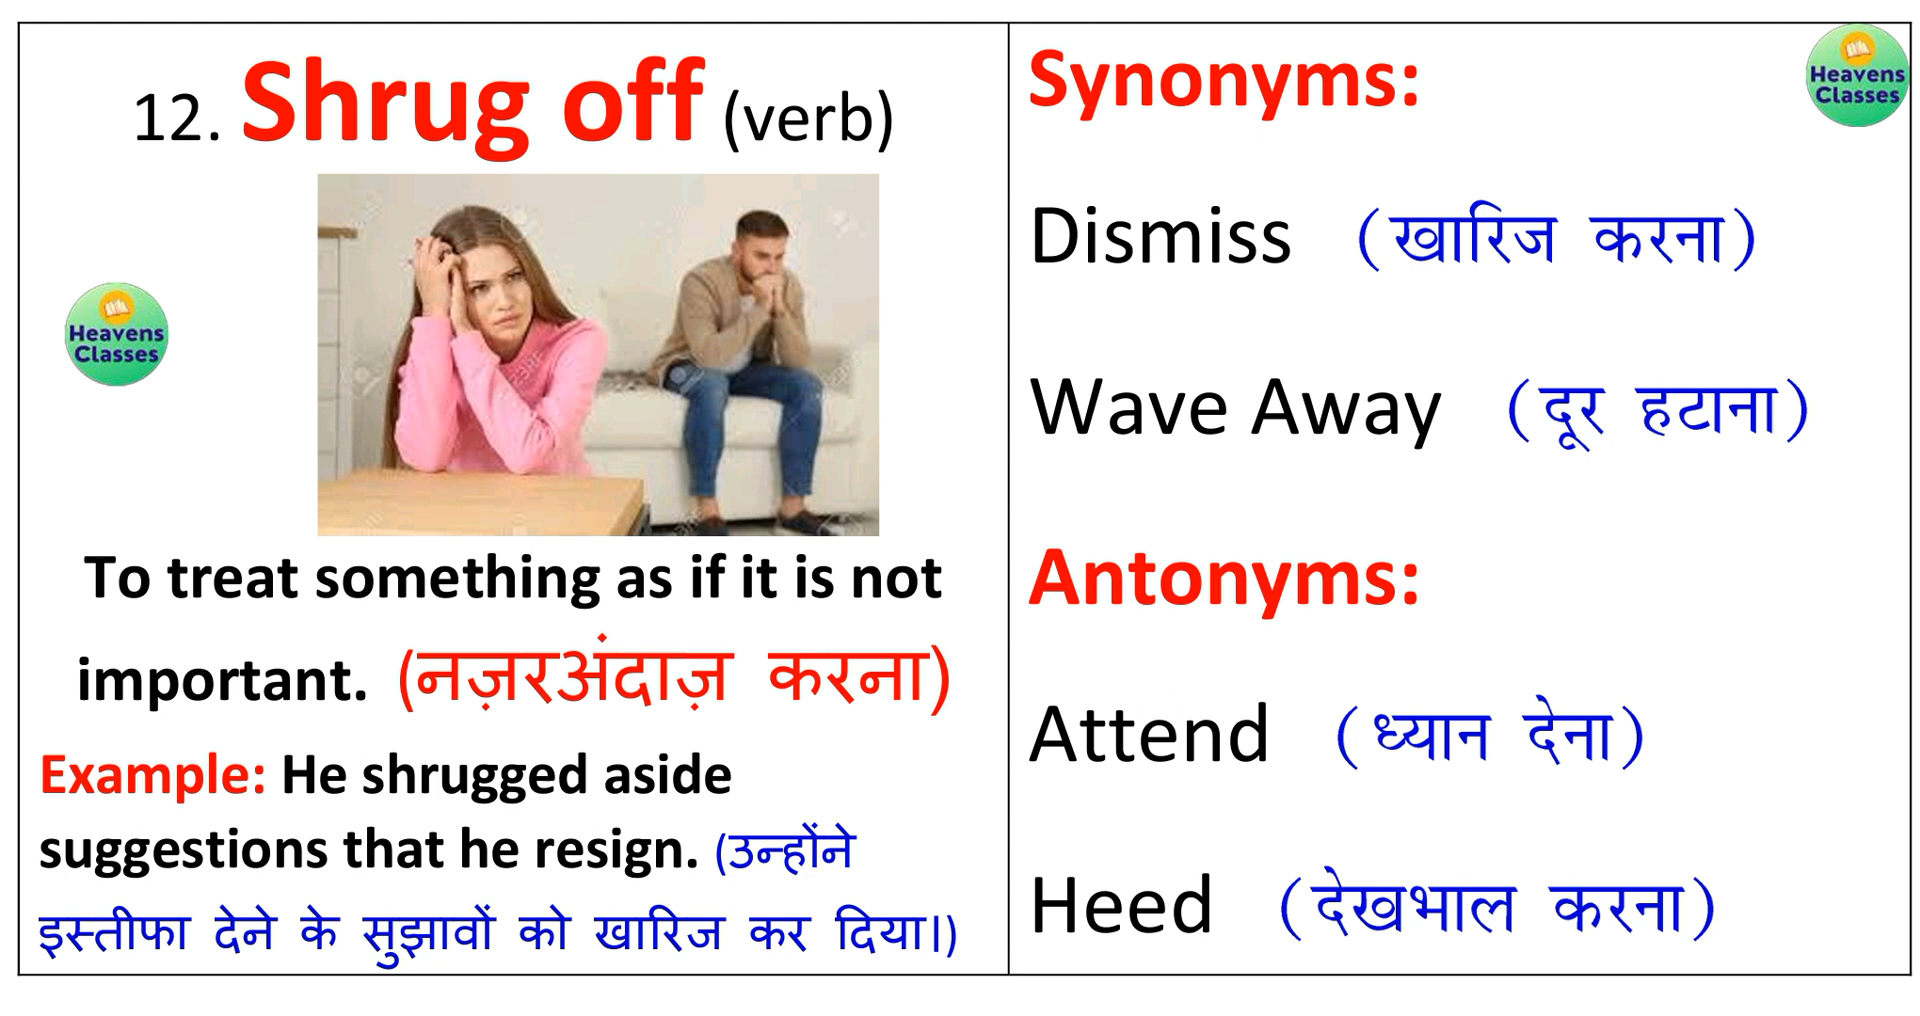 12. Shrug off (verb)
Heavens
Classes
To treat something as if it is not
important. (नज़रअंदाज़ करना)
Example: He shrugged aside
suggestions that he resign. (उन्होंने
इस्तीफा देने के सुझावों को खारिज कर दिया।)
Synonyms:
Heavens
Classes
Dismiss (खारिज करना)
Wave Away (दूर हटाना)
Antonyms:
Attend (ध्यान देना)
Heed (देखभाल करना)